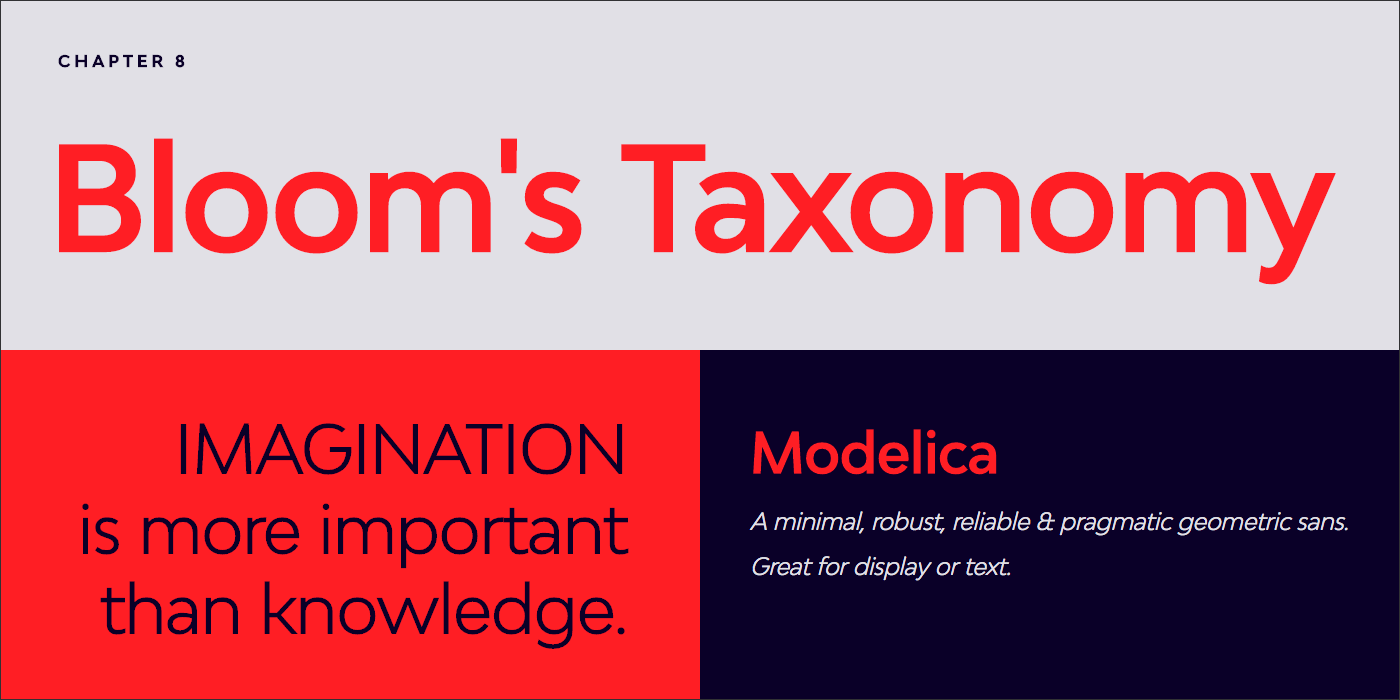 CHAPTER 8
Bloom's Taxonomy
IMAGINATION
is more important
than knowledge.
Modelica
A minimal, robust, reliable & pragmatic geometric sans.
Great for display or text.